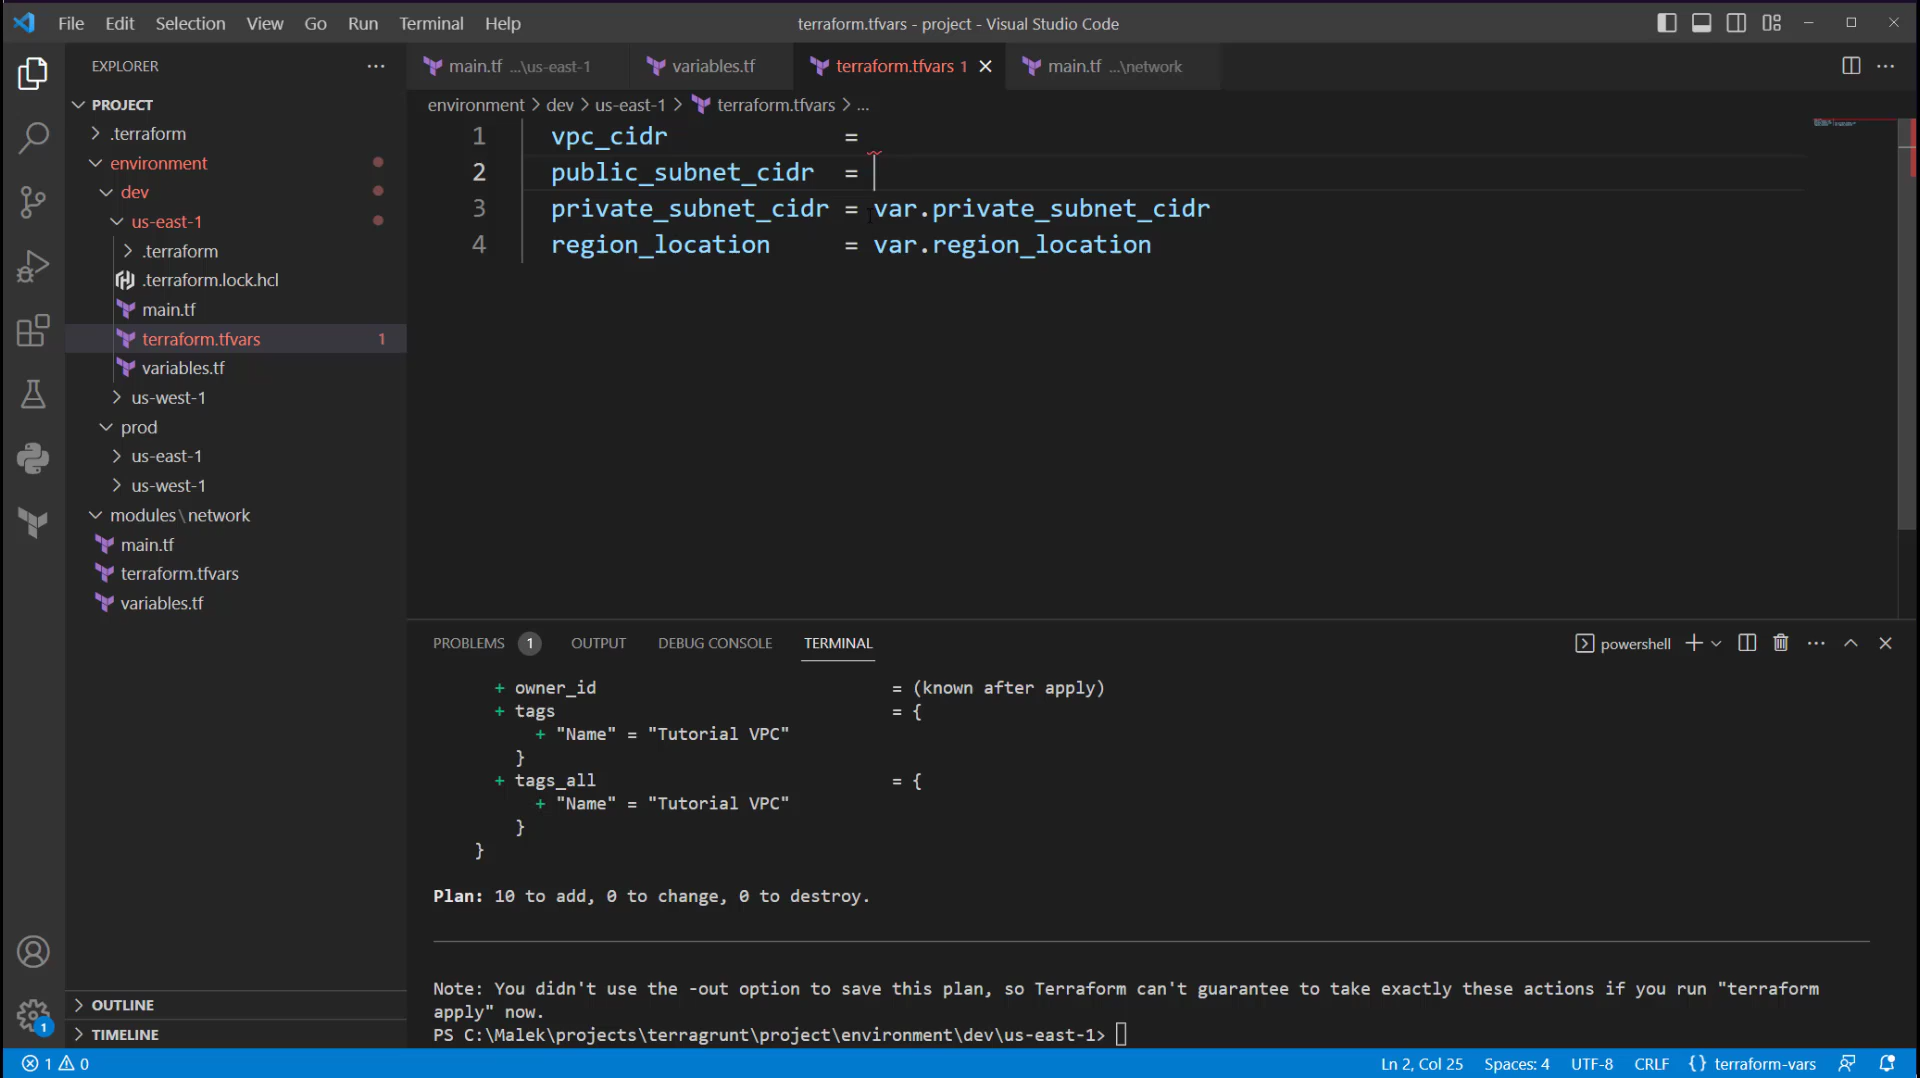 File Edit Selection View Go Run Terminal Help
terraform.tfvars - project - Visual Studio Code
EXPLORER
main.tf ...\us-east-1
variables.tf
terraform.tfvars 1
main.tf ...\network
PROJECT
.terraform
environment
dev
us-east-1
.terraform
.terraform.lock.hcl
main.tf
terraform.tfvars 1
variables.tf
us-west-1
prod
us-east-1
us-west-1
modules\network
main.tf
terraform.tfvars
variables.tf
OUTLINE
TIMELINE
environment > dev > us-east-1 > terraform.tfvars > ...
1 vpc_cidr =
2 public_subnet_cidr =
3 private_subnet_cidr = var.private_subnet_cidr
4 region_location = var.region_location
PROBLEMS 1 OUTPUT DEBUG CONSOLE TERMINAL
powershell
+ owner_id = (known after apply)
+ tags = {
+ "Name" = "Tutorial VPC"
}
+ tags_all = {
+ "Name" = "Tutorial VPC"
}
}
Plan: 10 to add, 0 to change, 0 to destroy.
Note: You didn't use the -out option to save this plan, so Terraform can't guarantee to take exactly these actions if you run "terraform
apply" now.
PS C:\Malek\projects\terragrunt\project\environment\dev\us-east-1>
1
1 0
Ln 2, Col 25 Spaces: 4 UTF-8 CRLF {} terraform-vars